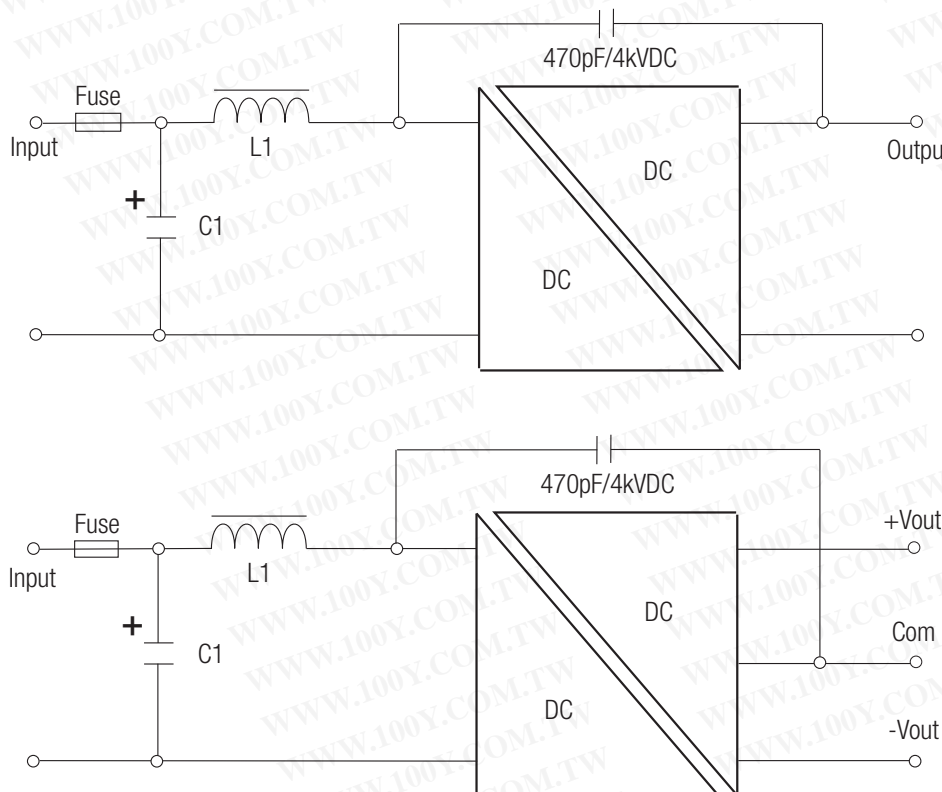 470pF/4kVDC
Fuse
Input
L1
DC
Outpu
+
C1
DC
470pF/4kVDC
+Vout
Fuse
Input
L1
DC
Com
+
C1
DC
-Vout
WWW.100Y.COM.TW